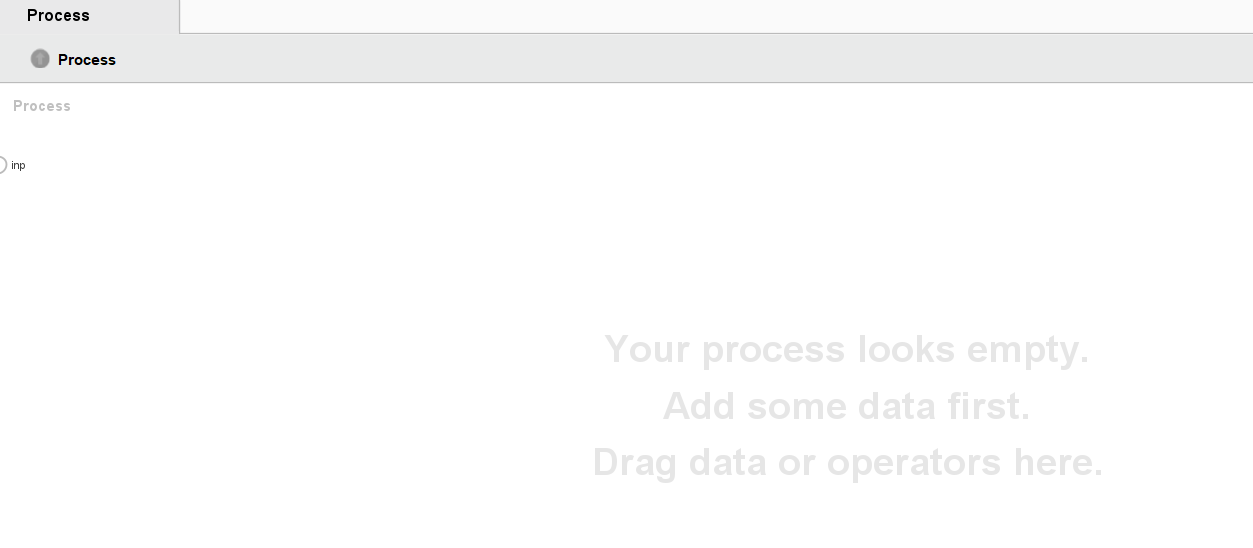 Process
Process
Process
inp
Your process looks empty.
Add some data first.
Drag data or operators here.